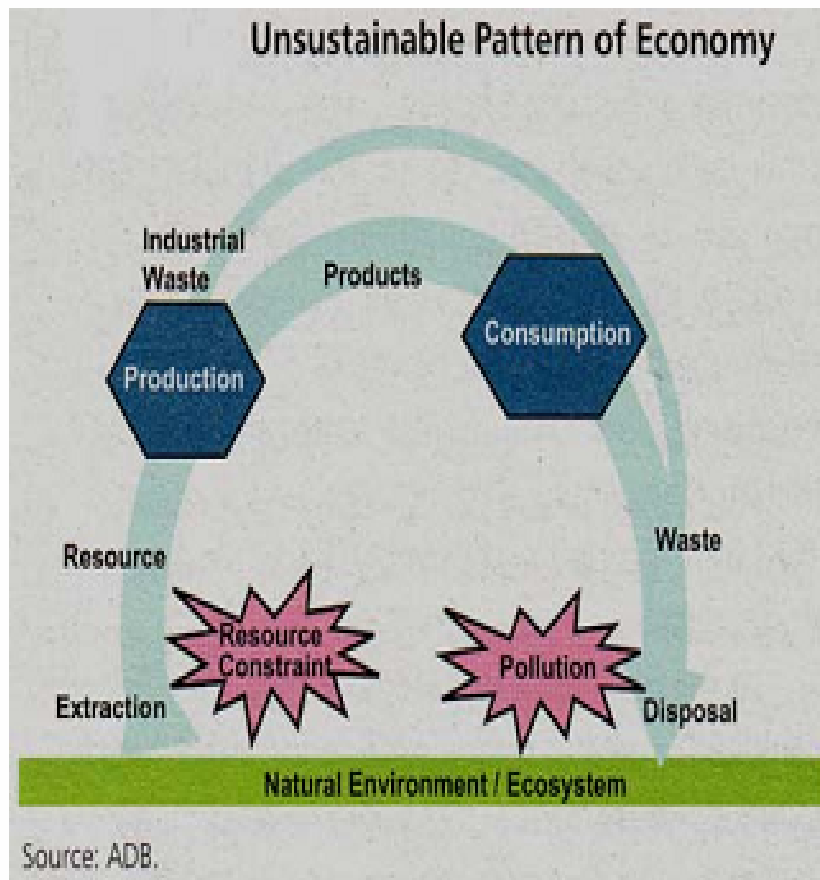 Unsustainable Pattern of Economy
Industrial
Waste
Products
Consumption
Production
Resource
Waste
Resource
Constraint
Pollution
Extraction
Disposal
Natural Environment / Ecosystem
Source: ADB.